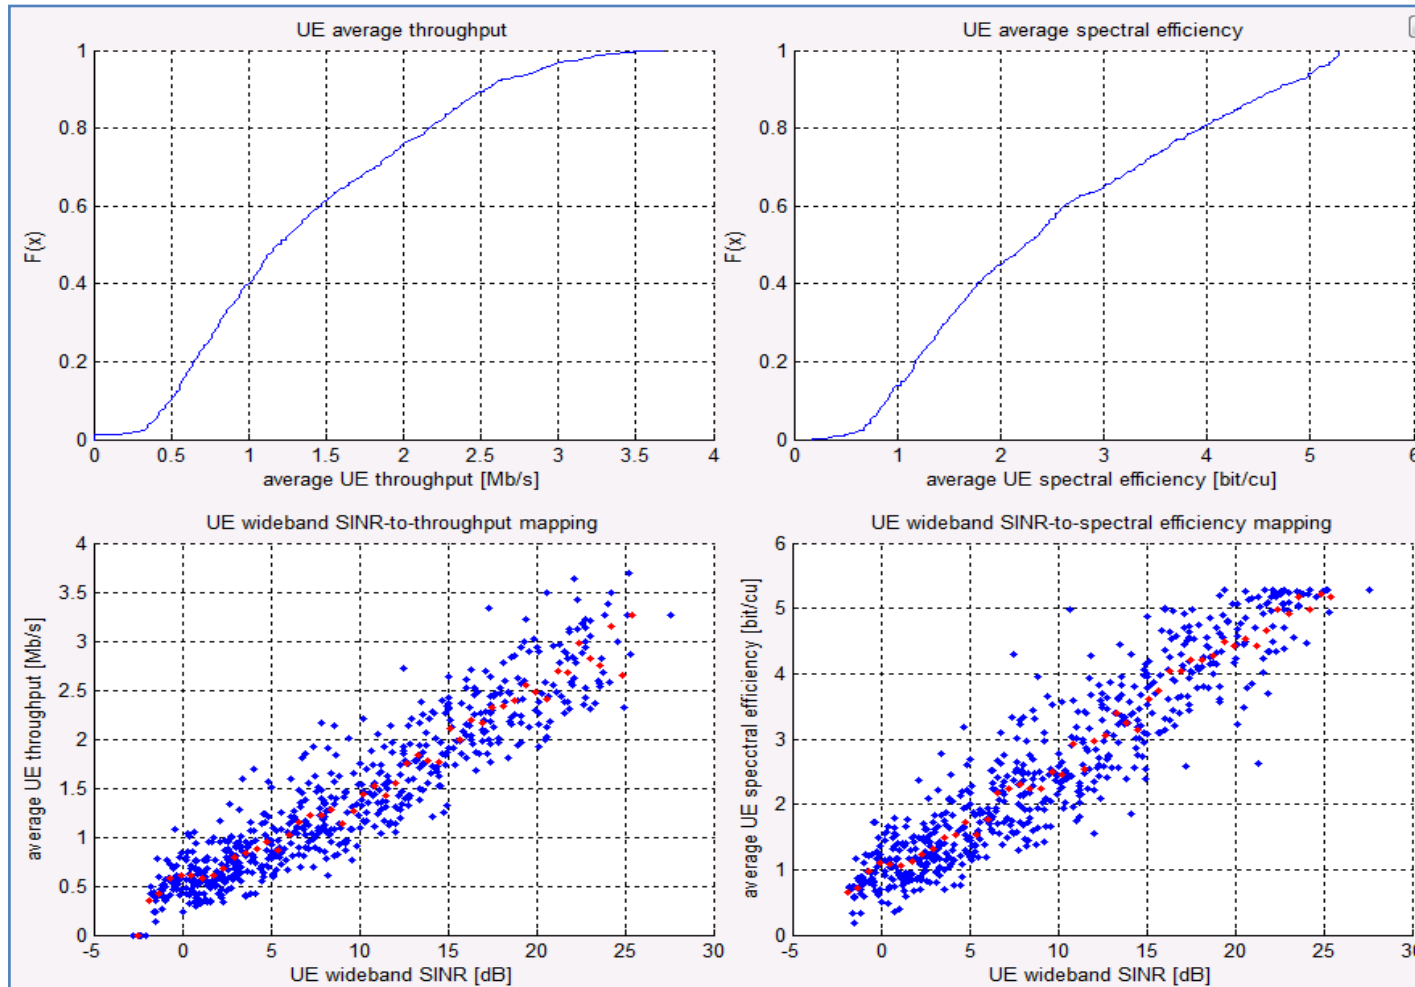 UE average throughput
1
0.8
0.6
0.4
0.2
0
F(x)
0 0.5 1 1.5 2 2.5 3 3.5 4
average UE throughput [Mb/s]
UE average spectral efficiency
1
0.8
0.6
0.4
0.2
0
F(x)
0 1 2 3 4 5 6
average UE spectral efficiency [bit/cu]
UE wideband SINR-to-throughput mapping
4
3.5
3
2.5
2
1.5
1
0.5
0
average UE throughput [Mb/s]
-5 0 5 10 15 20 25 30
UE wideband SINR [dB]
UE wideband SINR-to-spectral efficiency mapping
6
5
4
3
2
1
0
average UE specctral efficiency [bit/cu]
-5 0 5 10 15 20 25 30
UE wideband SINR [dB]